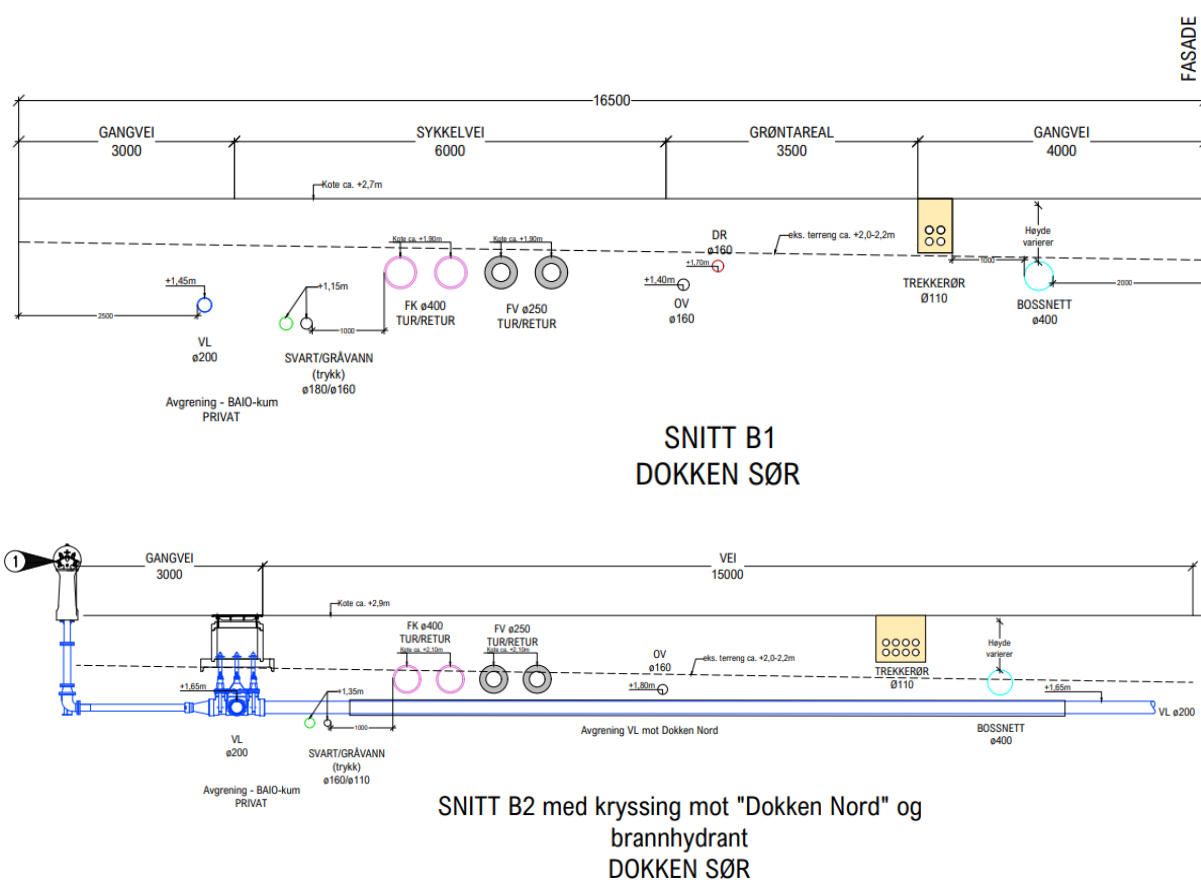 FASADE
16500
GANGVEI
3000
SYKKELVEI
6000
GRØNTAREAL
3500
GANGVEI
4000
Kote ca. +2,7m
Kote ca. +1.90m
Kote ca. +1.90m
DR
ø160
eks. terreng ca. +2,0-2,2m
Høyde
varierer
+1,70m
1000
+1,45m
+1,15m
+1,40m
TREKKERØR
Ø110
2000
BOSSNETT
ø400
FK ø400
TUR/RETUR
FV ø250
TUR/RETUR
OV
ø160
2500
1000
VL
ø200
SVART/GRÅVANN
(trykk)
ø180/ø160
Avgrening - BAIO-kum
PRIVAT
SNITT B1
DOKKEN SØR
1
GANGVEI
3000
VEI
15000
Kote ca. +2,9m
FK ø400
TUR/RETUR
Kote ca. +2,10m
FV ø250
TUR/RETUR
Kote ca. +2,10m
OV
ø160
eks. terreng ca. +2,0-2,2m
Høyde
varierer
TREKKERØR
Ø110
+1,65m
+1,35m
+1,80m
+1,65m
VL ø200
1000
Avgrening VL mot Dokken Nord
BOSSNETT
ø400
VL
ø200
SVART/GRÅVANN
(trykk)
ø160/ø110
Avgrening - BAIO-kum
PRIVAT
SNITT B2 med kryssing mot "Dokken Nord" og
brannhydrant
DOKKEN SØR